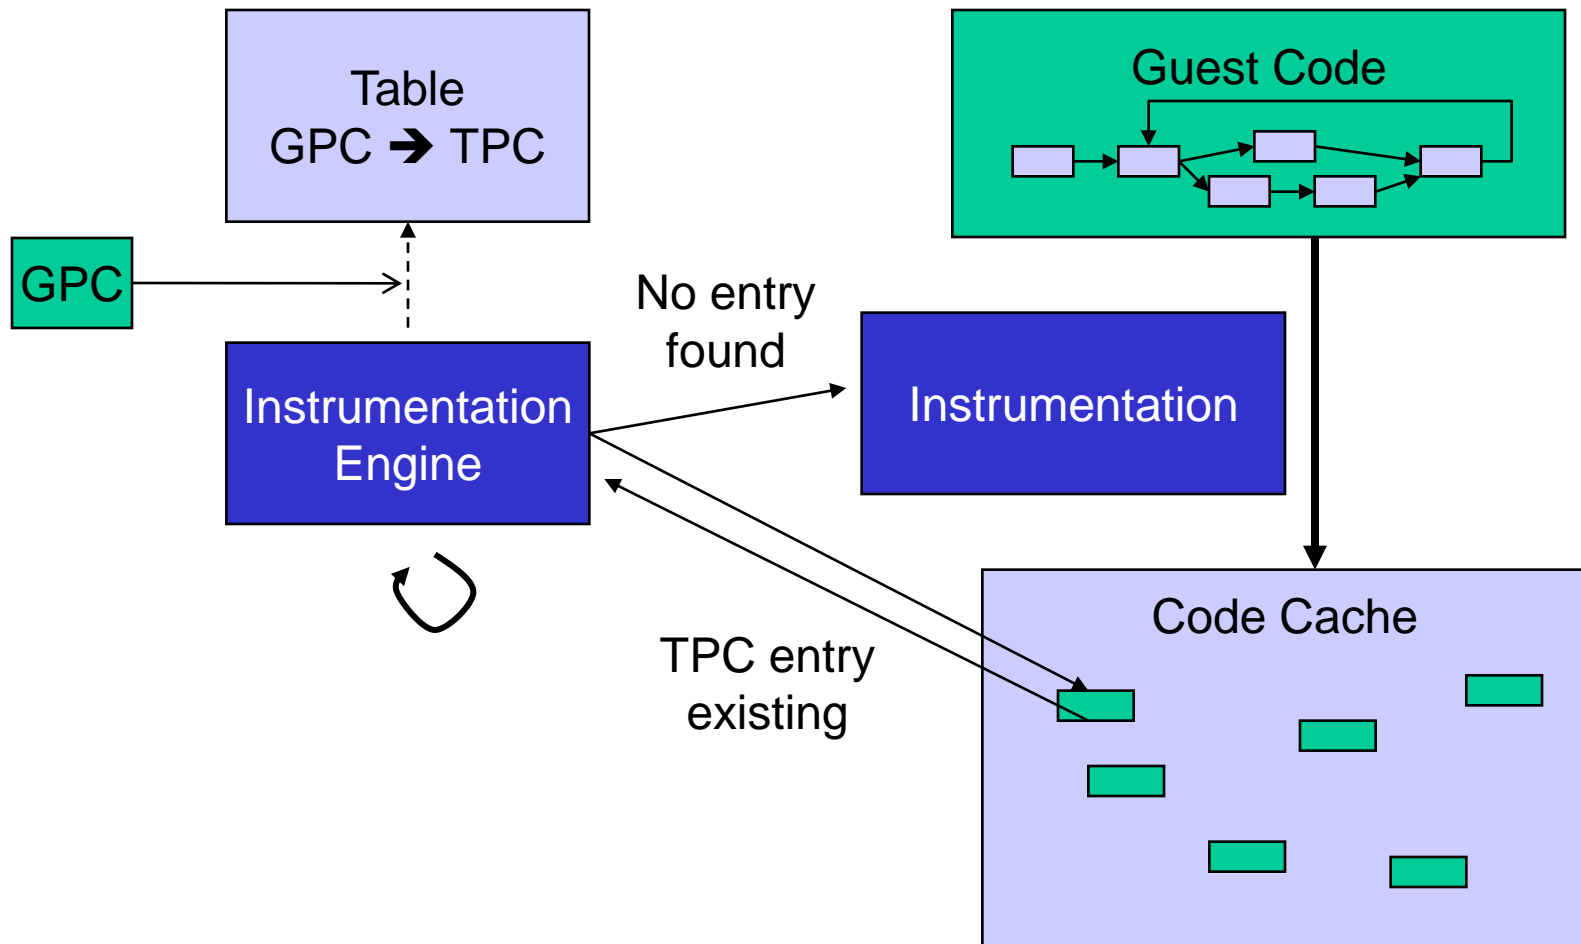 Table
GPC ➔ TPC
Guest Code
GPC
No entry
found
Instrumentation
Engine
Instrumentation
Code Cache
TPC entry
existing